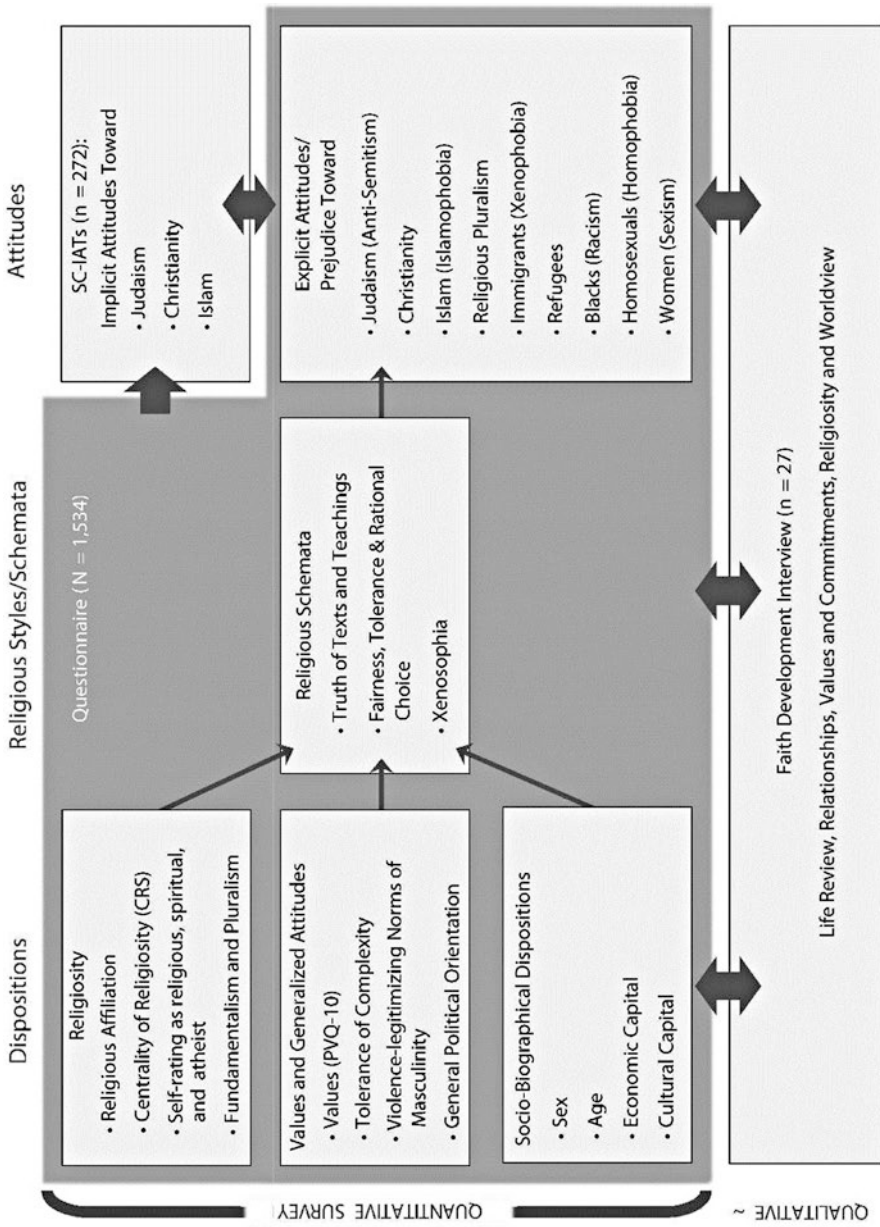 Dispositions
Religious Styles/Schemata
Attitudes
QUANTITATIVE SURVEY
Questionnaire (N = 1,534)
Religiosity
• Religious Affiliation
• Centrality of Religiosity (CRS)
• Self-rating as religious, spiritual,
and atheist
• Fundamentalism and Pluralism
Values and Generalized Attitudes
• Values (PVQ-10)
• Tolerance of Complexity
• Violence-legitimizing Norms of
Masculinity
• General Political Orientation
Socio-Biographical Dispositions
• Sex
• Age
• Economic Capital
• Cultural Capital
Religious Schemata
• Truth of Texts and Teachings
• Fairness, Tolerance & Rational
Choice
• Xenosophia
SC-IATs (n = 272):
Implicit Attitudes Toward
• Judaism
• Christianity
• Islam
Explicit Attitudes/
Prejudice Toward
• Judaism (Anti-Semitism)
• Christianity
• Islam (Islamophobia)
• Religious Pluralism
• Immigrants (Xenophobia)
• Refugees
• Blacks (Racism)
• Homosexuals (Homophobia)
• Women (Sexism)
QUALITATIVE ~
Faith Development Interview (n = 27)
Life Review, Relationships, Values and Commitments, Religiosity and Worldview